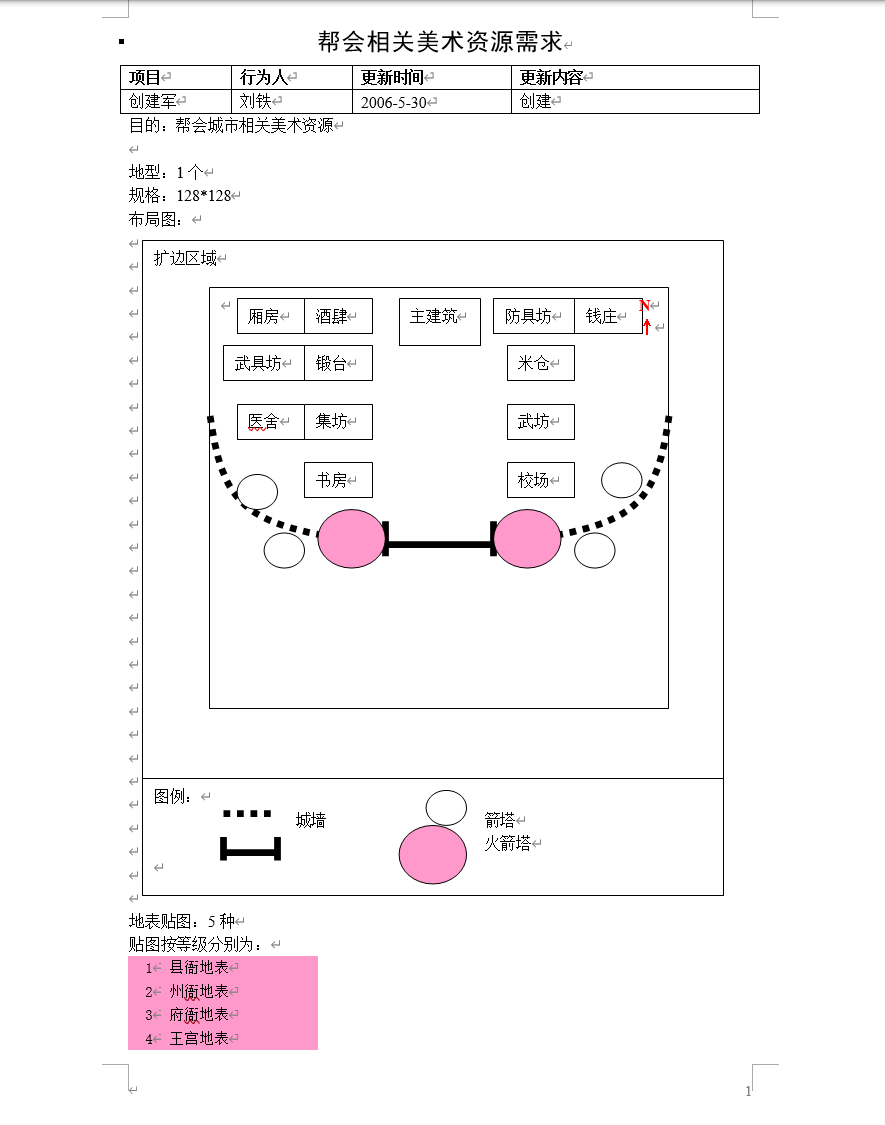 帮会相关美术资源需求
项目 行为人 更新时间 更新内容
创建军 刘铁 2006-5-30 创建
目的：帮会城市相关美术资源
地型：1个
规格：128*128
布局图：
扩边区域
厢房 酒肆 主建筑 防具坊 钱庄 N
武具坊 锻台 米仓
医舍 集坊 武坊
书房 校场
图例：
城墙 箭塔
火箭塔
地表贴图：5种
贴图按等级分别为：
1 县衙地表
2 州衙地表
3 府衙地表
4 王宫地表
1